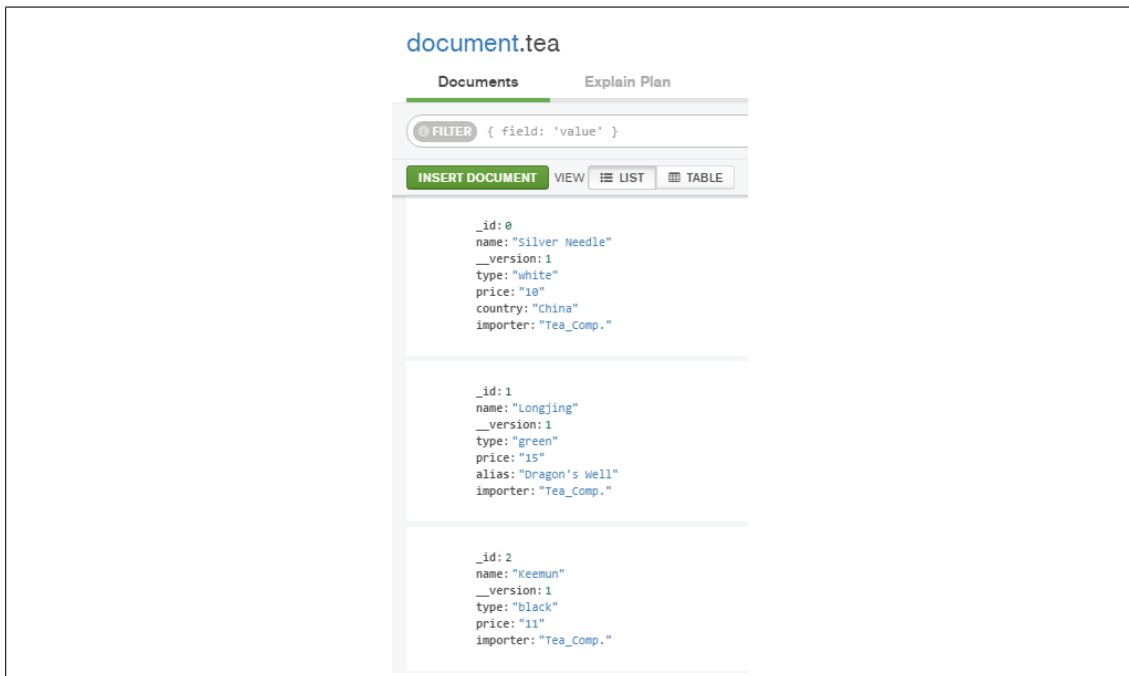 document.tea
Documents Explain Plan
FILTER { field: 'value' }
INSERT DOCUMENT VIEW LIST TABLE
_id: 0
name: "Silver Needle"
__version: 1
type: "white"
price: "10"
country: "China"
importer: "Tea_Comp."
_id: 1
name: "Longjing"
__version: 1
type: "green"
price: "15"
alias: "Dragon's Well"
importer: "Tea_Comp."
_id: 2
name: "Keemun"
__version: 1
type: "black"
price: "11"
importer: "Tea_Comp."